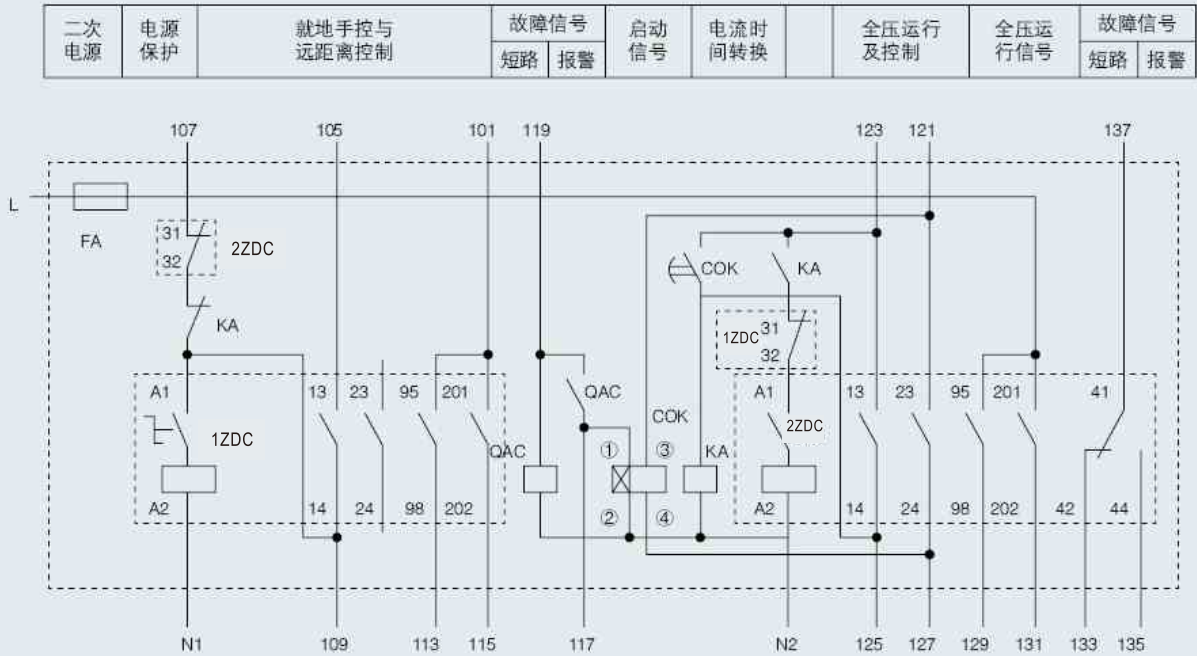 二次
电源
电源
保护
就地手控与
远距离控制
故障信号
短路 报警
启动
信号
电流时
间转换
全压运行
及控制
全压运
行信号
故障信号
短路 报警
107 105 101 119 123 121 137
L
FA
31
32
2ZDC
KA
COK KA
1ZDC 31
32
A1 13 23 95 201
1ZDC
A2 14 24 98 202
QAC
QAC
COK
① ③
② ④
KA
A1 13 23 95 201 41
2ZDC
A2 14 24 98 202 42 44
N1 109 113 115 117 N2 125 127 129 131 133 135